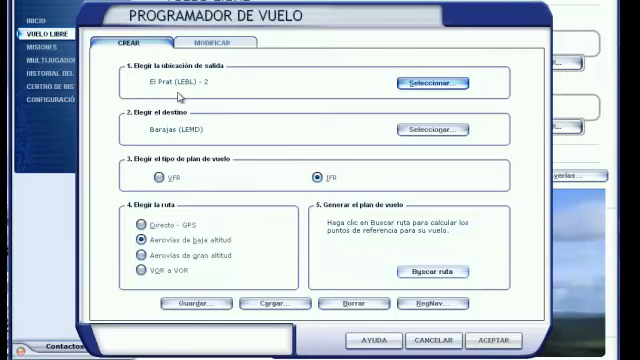 PROGRAMADOR DE VUELO
INICIO
VUELO LIBRE
MISIONES
MULTIJUGADO
HISTORIAL DEL
CENTRO DE
CONFIGURACIÓ
CREAR
MODIFICAR
1. Elegir la ubicación de salida
El Prat (LEBL) - 2
Seleccionar...
2. Elegir el destino
Barajas (LEMD)
Seleccionar...
3. Elegir el tipo de plan de vuelo
VFR
IFR
4. Elegir la ruta
Directo - GPS
Aerovías de baja altitud
Aerovías de gran altitud
VOR a VOR
5. Generar el plan de vuelo
Haga clic en Buscar ruta para calcular los
puntos de referencia para su vuelo.
Buscar ruta
Guardar...
Cargar...
Borrar
RegNav...
Contactos
AYUDA
CANCELAR
ACEPTAR